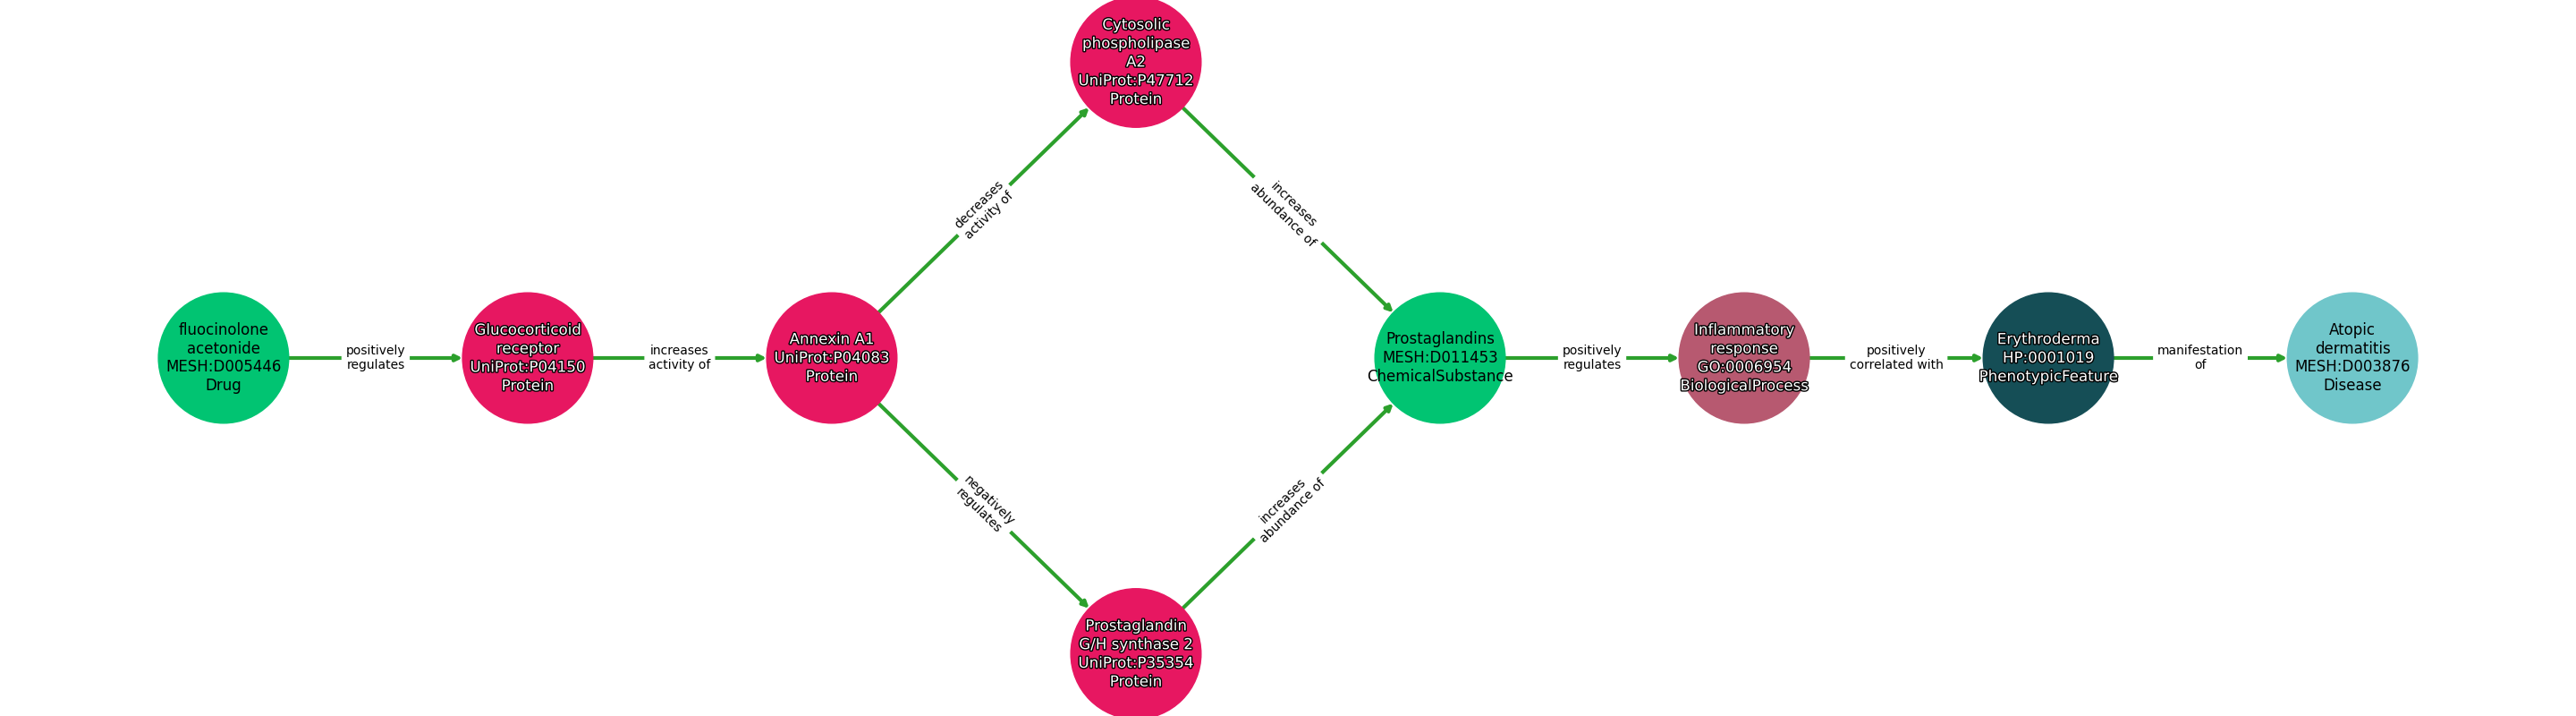 Cytosolic
phospholipase
A2
UniProt:P47712
Protein
decreases
activity of
increases
abundance of
fluocinolone
acetonide
MESH:D005446
Drug
positively
regulates
Glucocorticoid
receptor
UniProt:P04150
Protein
increases
activity of
Annexin A1
UniProt:P04083
Protein
Prostaglandins
MESH:D011453
ChemicalSubstance
positively
regulates
Inflammatory
response
GO:0006954
BiologicalProcess
positively
correlated with
Erythroderma
HP:0001019
PhenotypicFeature
manifestation
of
Atopic
dermatitis
MESH:D003876
Disease
negatively
regulates
increases
abundance of
Prostaglandin
G/H synthase 2
UniProt:P35354
Protein